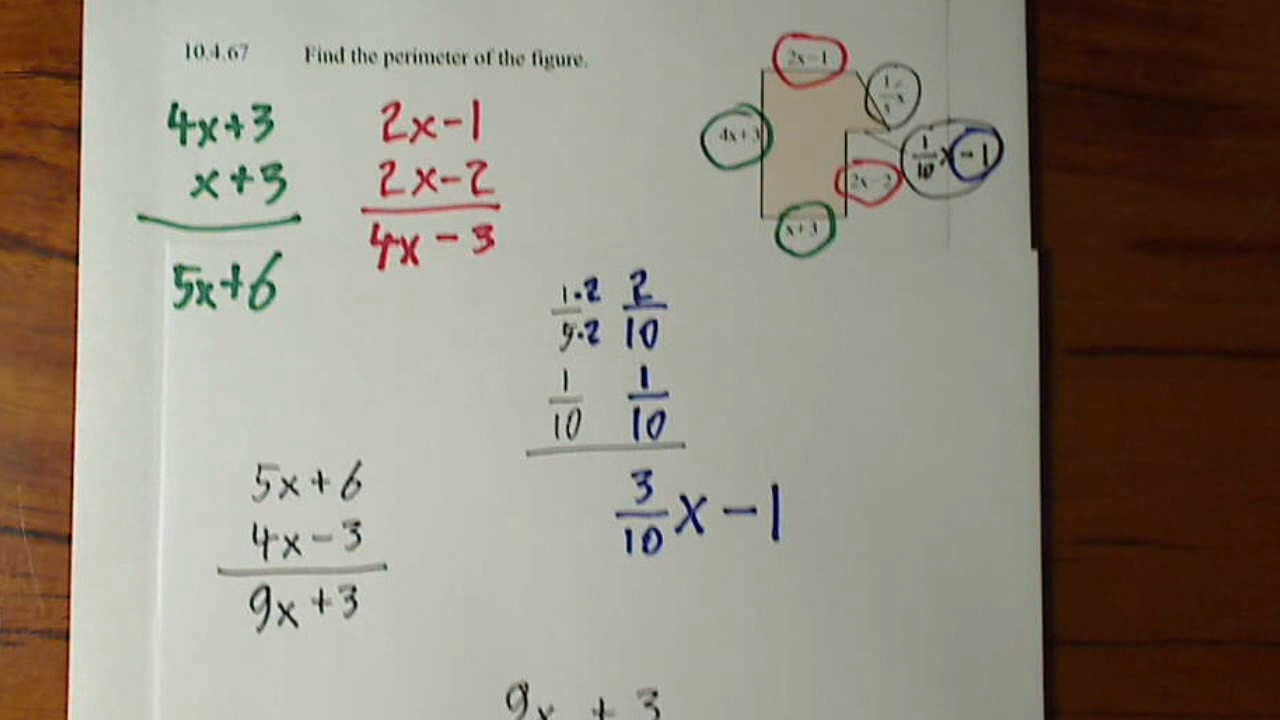 10.4.67 Find the perimeter of the figure.
2x-1
4x+3
2x-2
1/10 x -1
x+3
4x+3
x+3
5x+6
2x-1
2x-2
4x-3
1·2/5·2 2/10
1/10 1/10
3/10 x - 1
5x+6
4x-3
9x+3
9x + 3